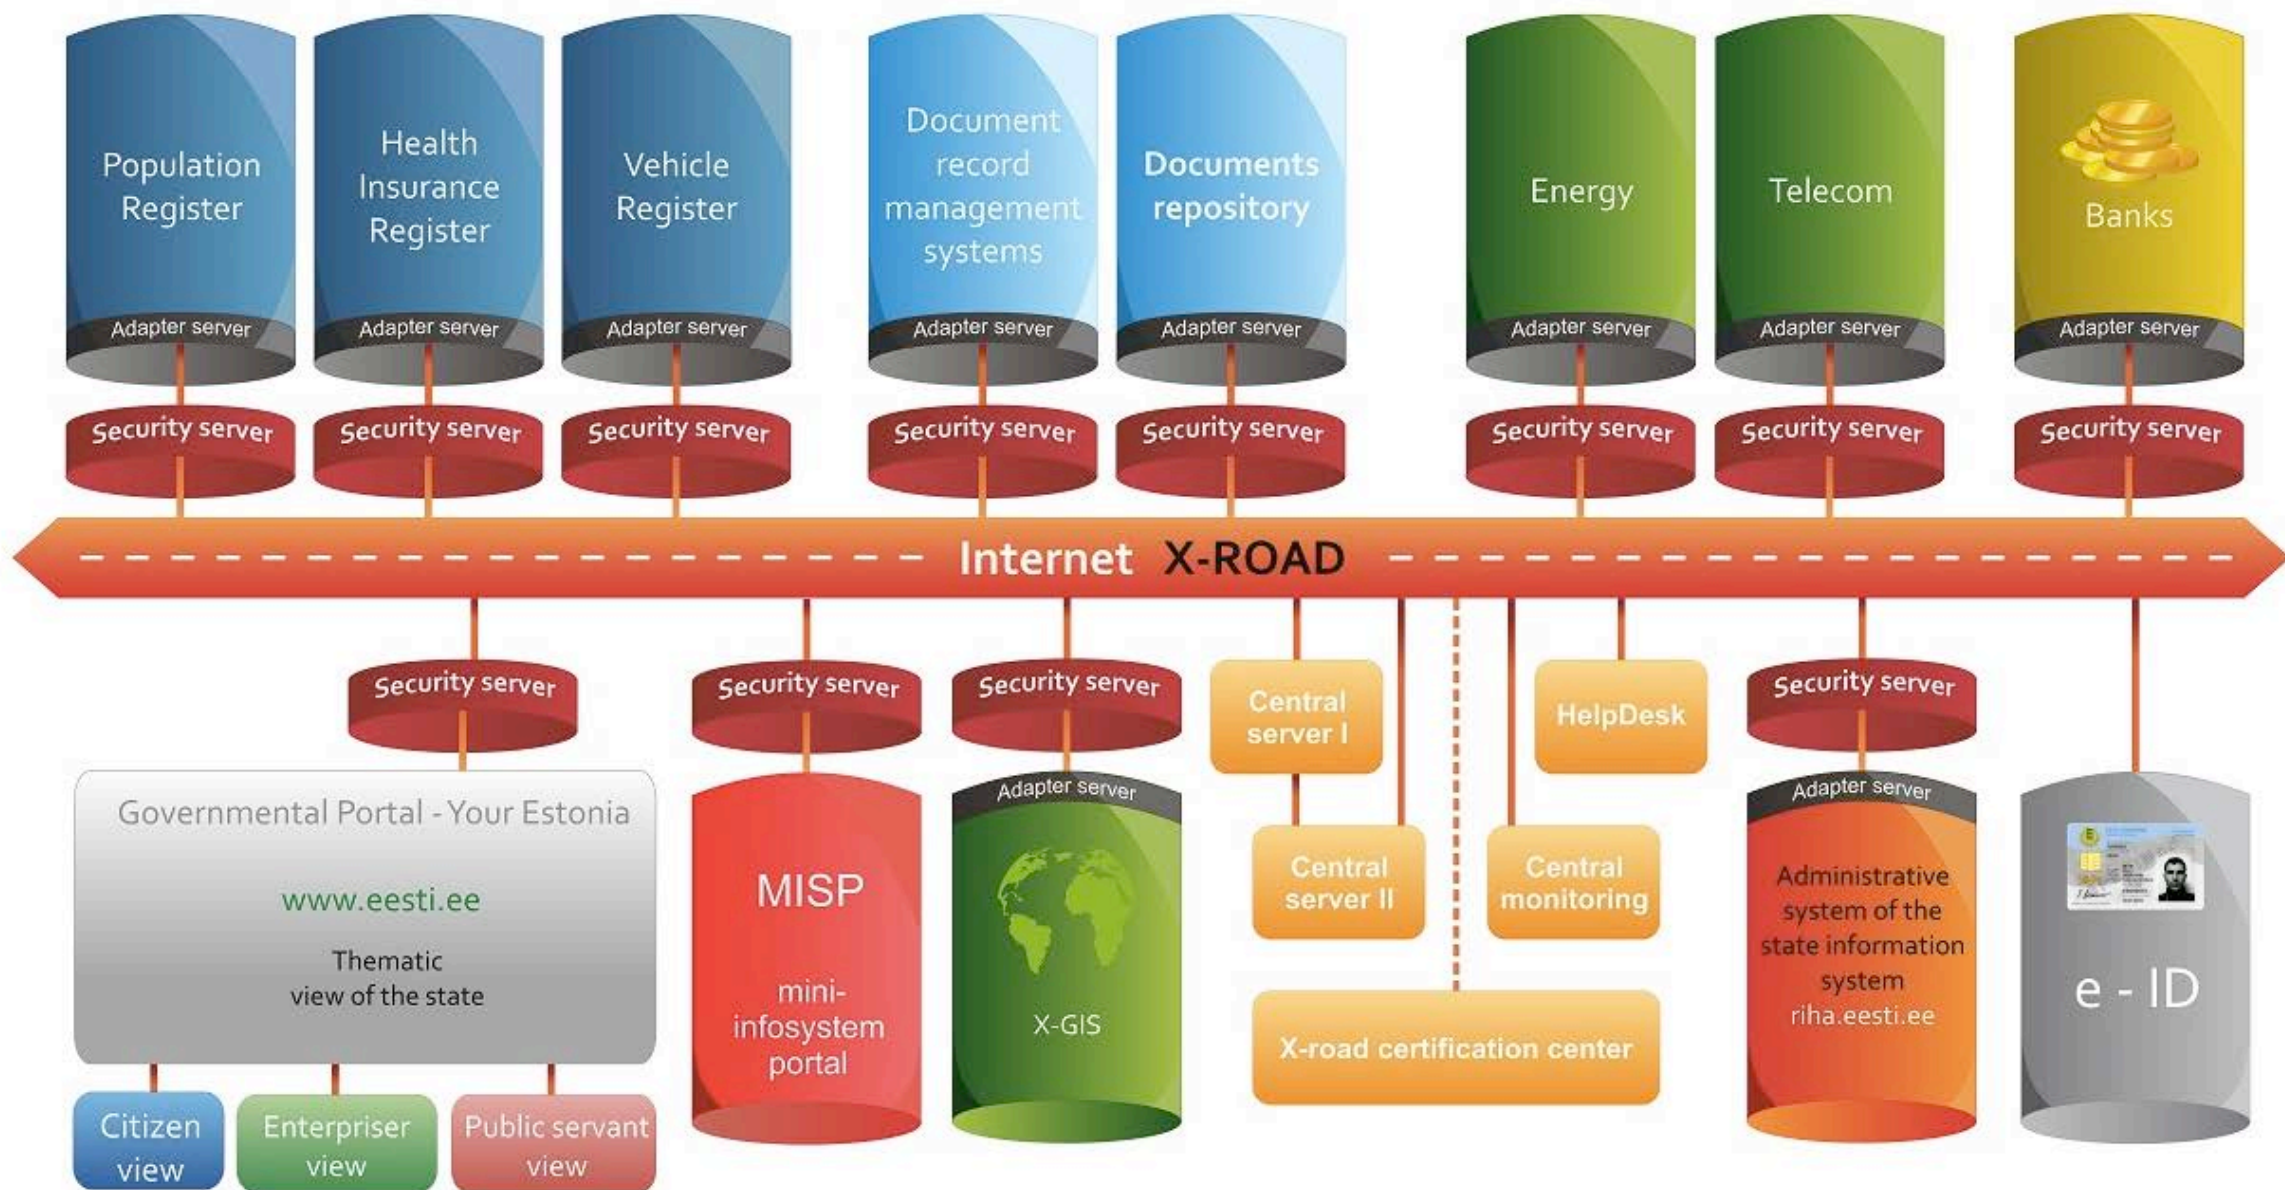 Population
Register
Adapter server
Security server
Health
Insurance
Register
Adapter server
Security server
Vehicle
Register
Adapter server
Security server
Document
record
management
systems
Adapter server
Security server
Documents
repository
Adapter server
Security server
Energy
Adapter server
Security server
Telecom
Adapter server
Security server
Banks
Adapter server
Security server
Internet X-ROAD
Security server
Governmental Portal - Your Estonia
www.eesti.ee
Thematic
view of the state
Citizen
view
Enterpriser
view
Public servant
view
Security server
MISP
mini-
infosystem
portal
Security server
Adapter server
X-GIS
Central
server I
Central
server II
HelpDesk
Central
monitoring
X-road certification center
Security server
Adapter server
Administrative
system of the
state information
system
riha.eesti.ee
e - ID